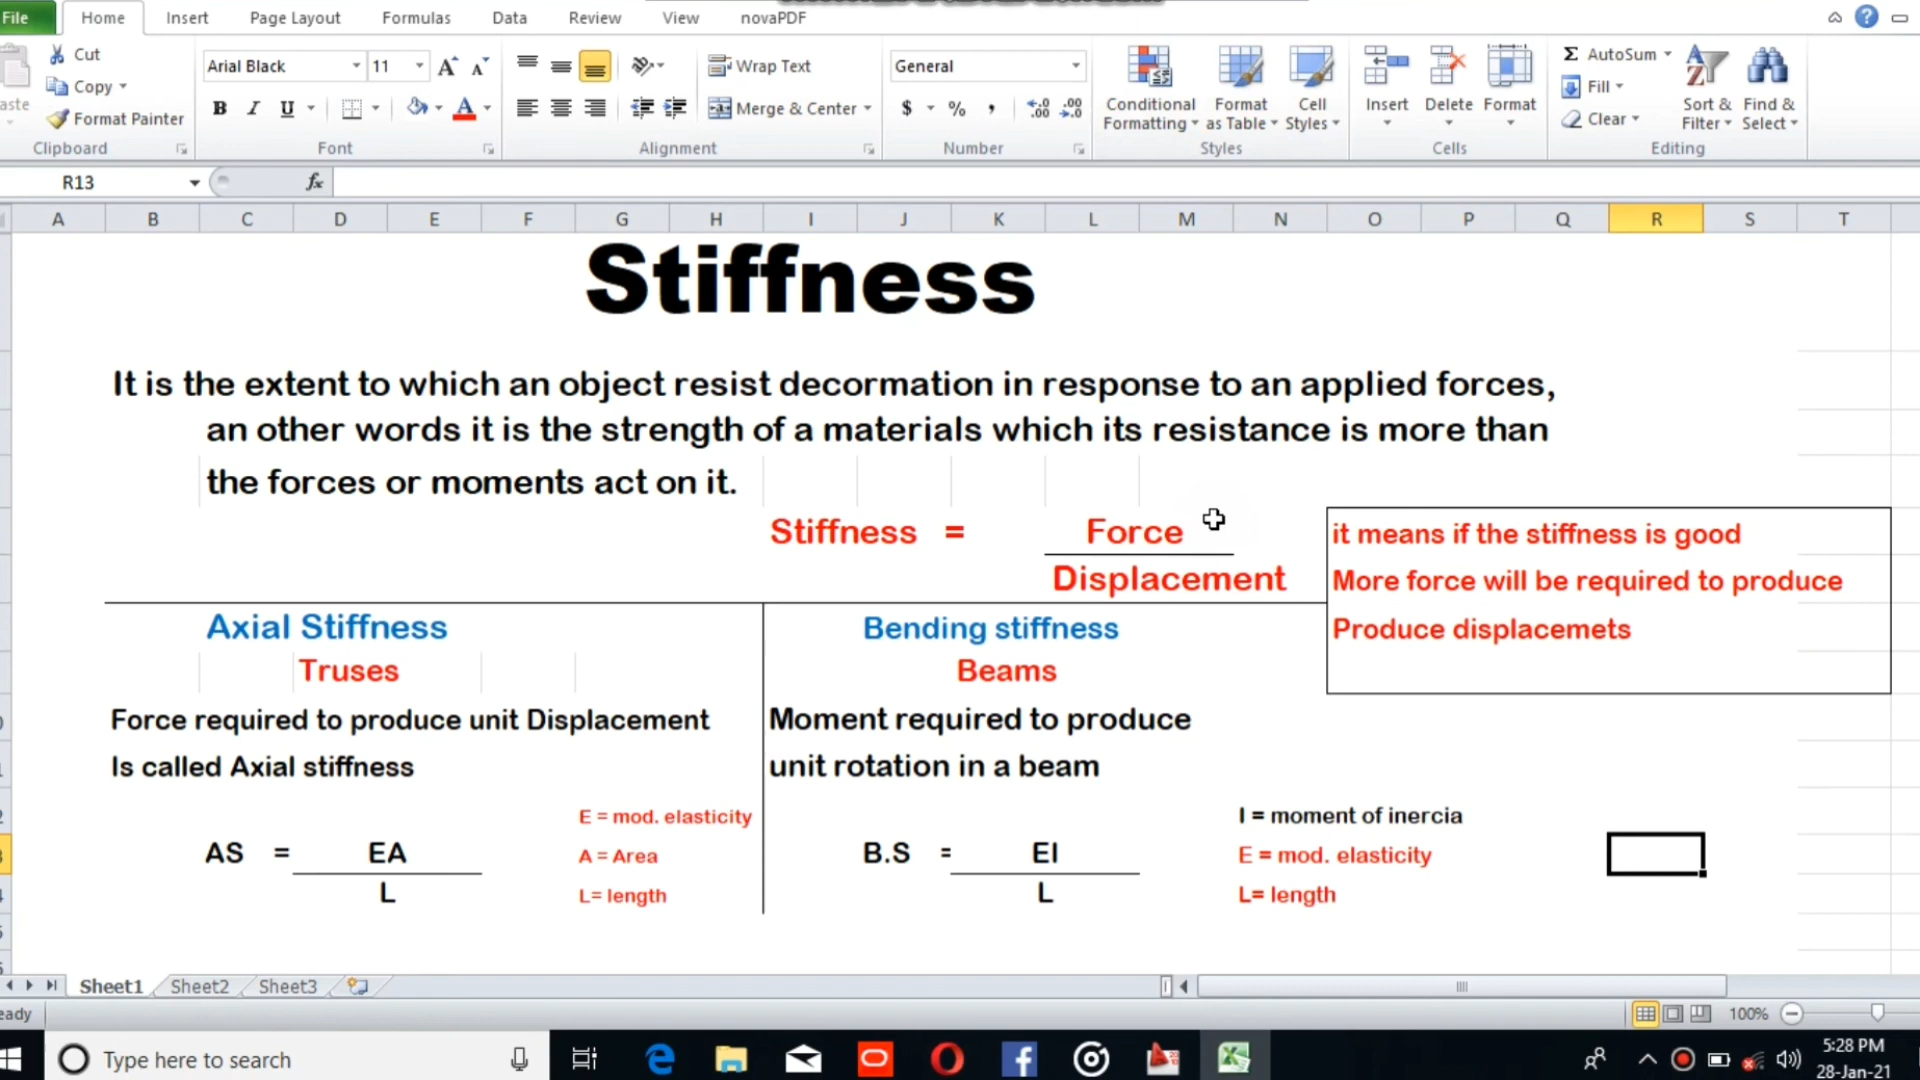 File Home Insert Page Layout Formulas Data Review View novaPDF
Cut
Copy
Format Painter
Clipboard
Arial Black 11
B I U
Font
Wrap Text
Merge & Center
Alignment
General
$ % ,
Number
Conditional Formatting
Format as Table
Cell Styles
Styles
Insert Delete Format
Cells
Σ AutoSum
Fill
Clear
Sort & Filter
Find & Select
Editing
R13 fx
A B C D E F G H I J K L M N O P Q R S T
Stiffness
It is the extent to which an object resist decormation in response to an applied forces,
an other words it is the strength of a materials which its resistance is more than
the forces or moments act on it.
Stiffness = Force
Displacement
it means if the stiffness is good
More force will be required to produce
Produce displacemets
Axial Stiffness
Truses
Force required to produce unit Displacement
Is called Axial stiffness
E = mod. elasticity
AS = EA
L
A = Area
L= length
Bending stiffness
Beams
Moment required to produce
unit rotation in a beam
I = moment of inercia
B.S = EI
L
E = mod. elasticity
L= length
Sheet1 Sheet2 Sheet3
100%
Type here to search
5:28 PM
28-Jan-21